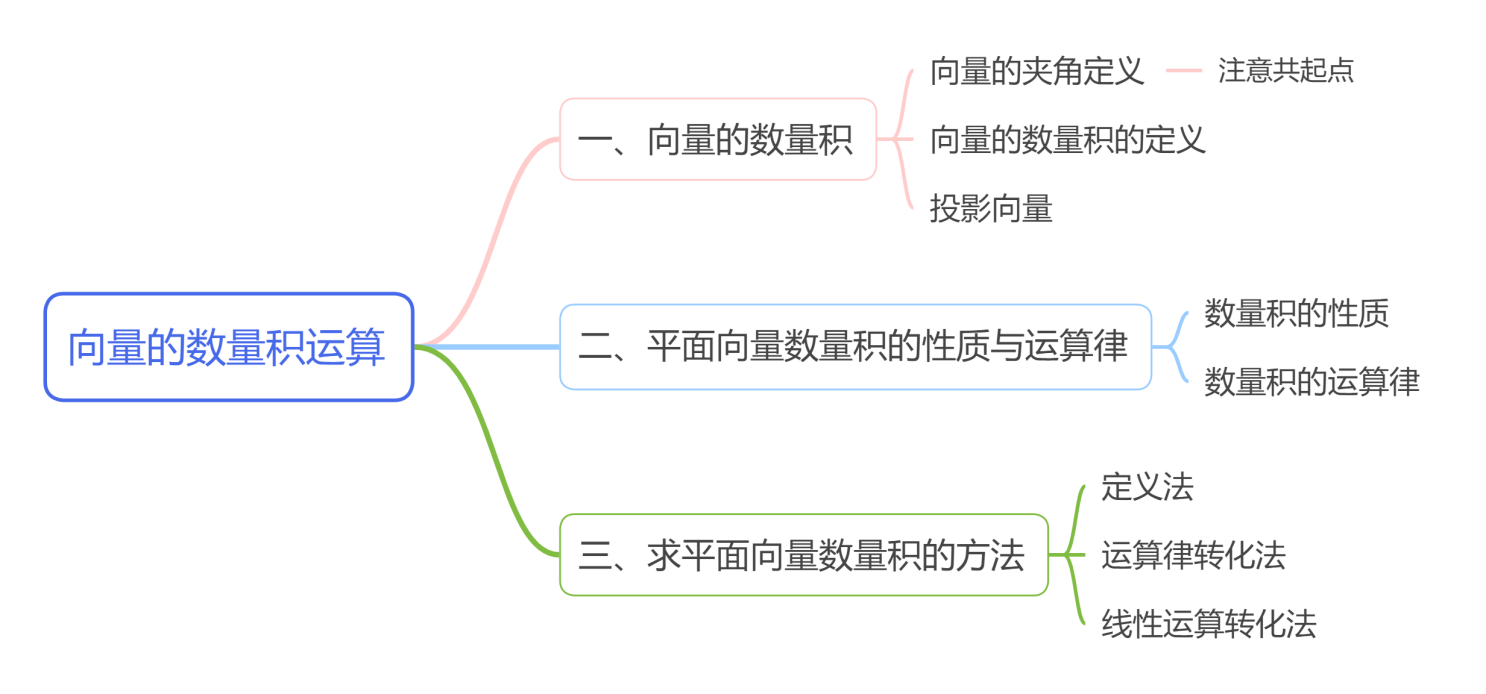 向量的数量积运算
一、向量的数量积
向量的夹角定义
注意共起点
向量的数量积的定义
投影向量
二、平面向量数量积的性质与运算律
数量积的性质
数量积的运算律
三、求平面向量数量积的方法
定义法
运算律转化法
线性运算转化法